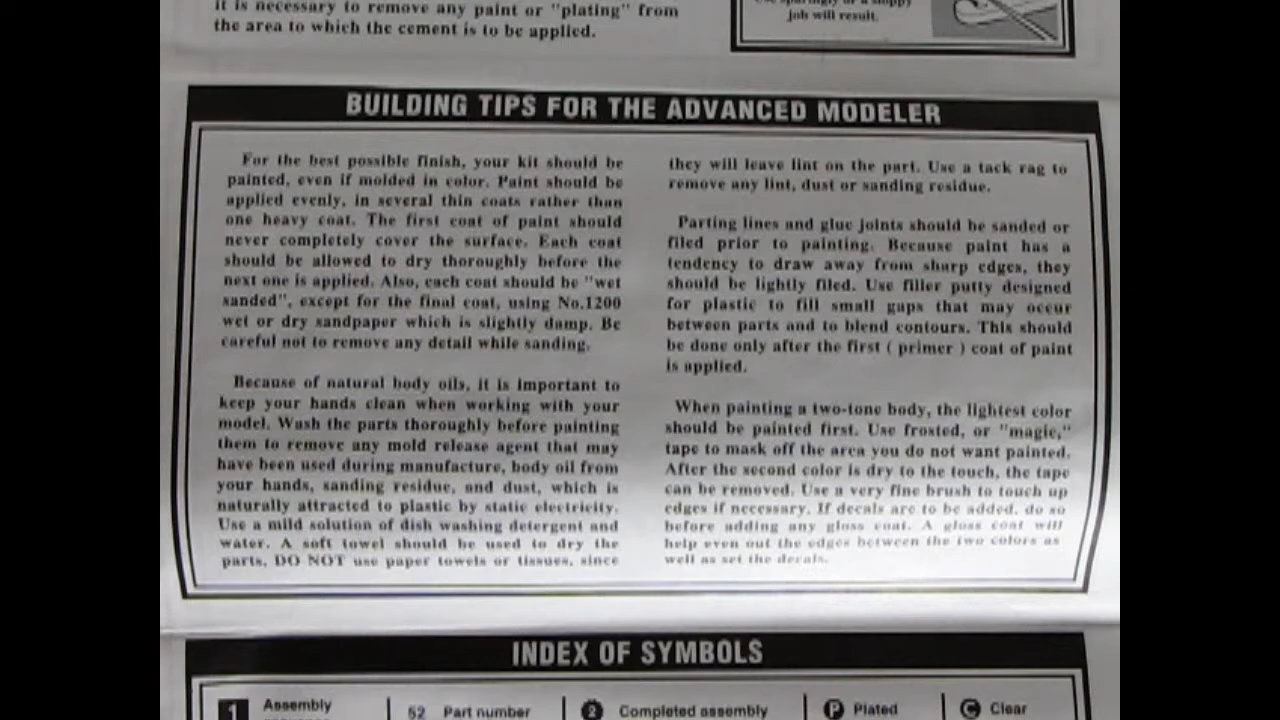 it is necessary to remove any paint or "plating" from
the area to which the cement is to be applied.
job will result.
BUILDING TIPS FOR THE ADVANCED MODELER
For the best possible finish, your kit should be
painted, even if molded in color. Paint should be
applied evenly, in several thin coats rather than
one heavy coat. The first coat of paint should
never completely cover the surface. Each coat
should be allowed to dry thoroughly before the
next one is applied. Also, each coat should be "wet
sanded", except for the final coat, using No.1200
wet or dry sandpaper which is slightly damp. Be
careful not to remove any detail while sanding.
Because of natural body oils, it is important to
keep your hands clean when working with your
model. Wash the parts thoroughly before painting
them to remove any mold release agent that may
have been used during manufacture, body oil from
your hands, sanding residue, and dust, which is
naturally attracted to plastic by static electricity.
Use a mild solution of dish washing detergent and
water. A soft towel should be used to dry the
parts, DO NOT use paper towels or tissues, since
they will leave lint on the part. Use a tack rag to
remove any lint, dust or sanding residue.
Parting lines and glue joints should be sanded or
filed prior to painting. Because paint has a
tendency to draw away from sharp edges, they
should be lightly filed. Use filler putty designed
for plastic to fill small gaps that may occur
between parts and to blend contours. This should
be done only after the first ( primer ) coat of paint
is applied.
When painting a two-tone body, the lightest color
should be painted first. Use frosted, or "magic,"
tape to mask off the area you do not want painted.
After the second color is dry to the touch, the tape
can be removed. Use a very fine brush to touch up
edges if necessary. If decals are to be added, do so
before adding any gloss coat. A gloss coat will
help even out the edges between the two colors as
well as set the decals.
INDEX OF SYMBOLS
1 Assembly
52 Part number
2 Completed assembly
P Plated
C Clear